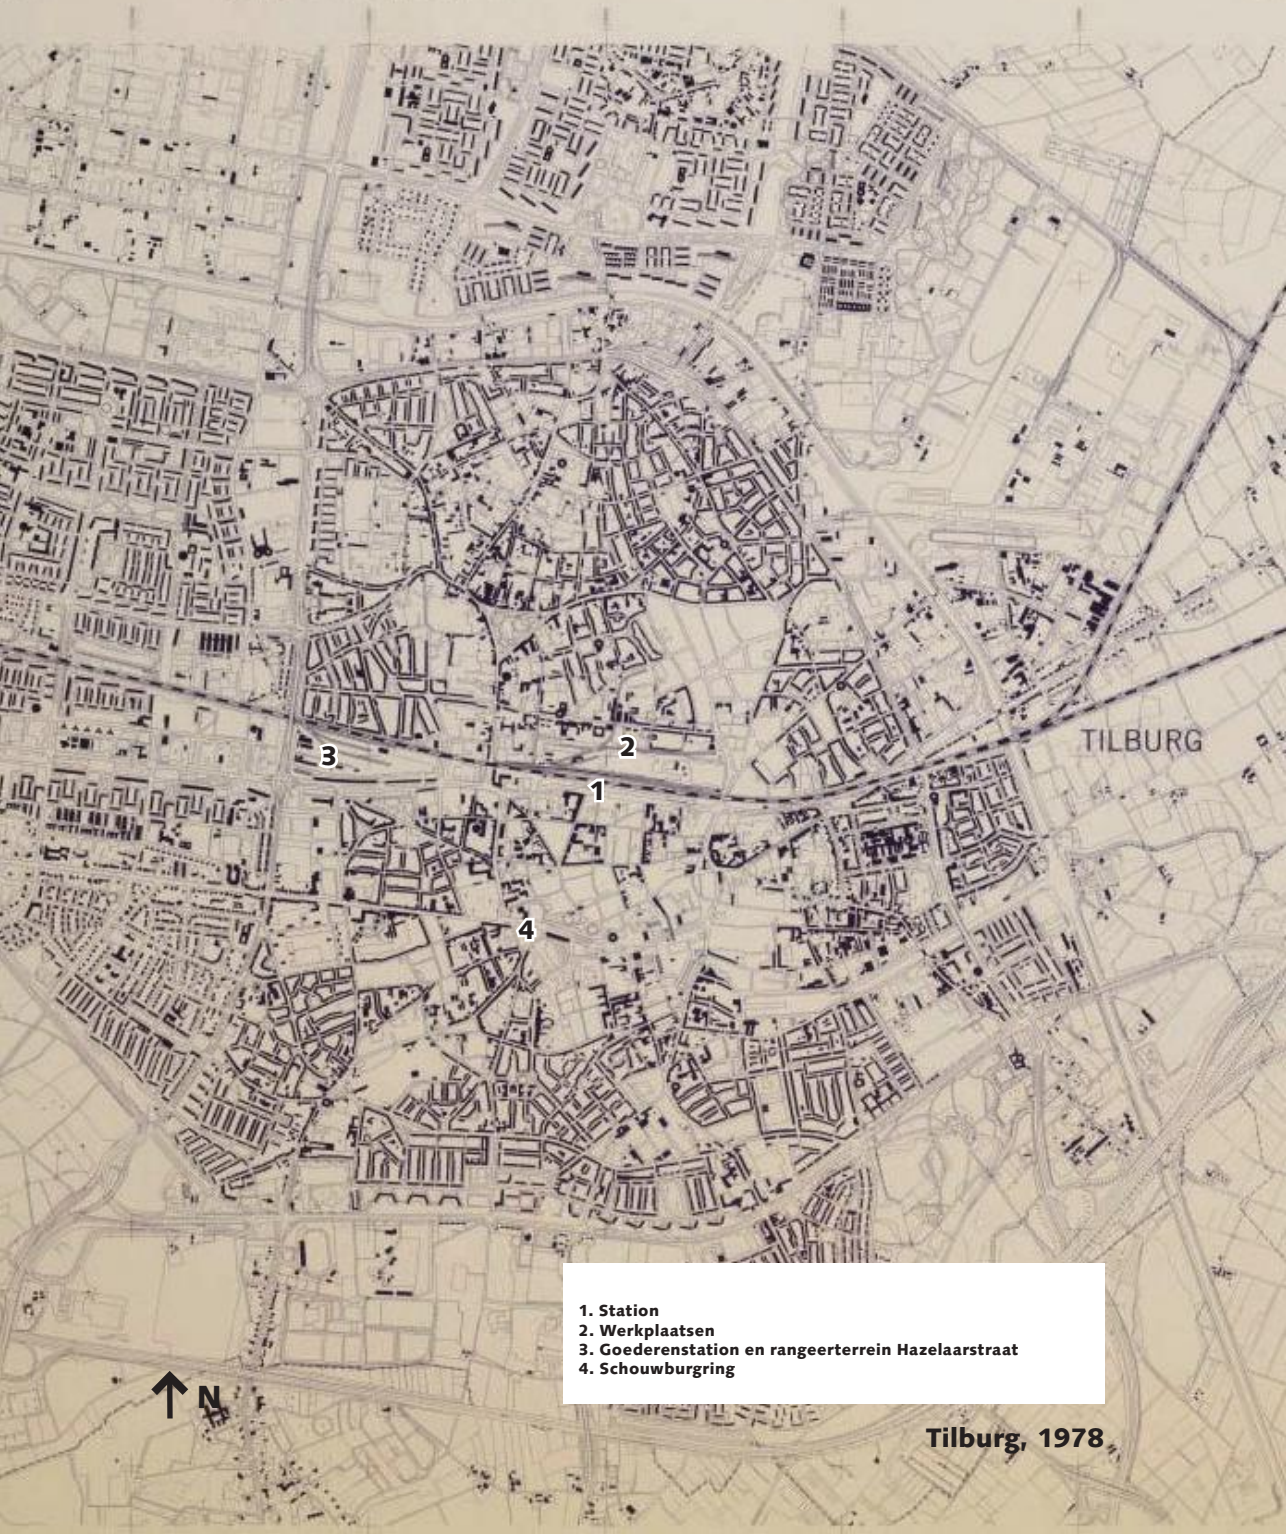 TILBURG
3
2
1
4
1. Station
2. Werkplaatsen
3. Goederenstation en rangeerterrein Hazelaarstraat
4. Schouwburgring
N
Tilburg, 1978